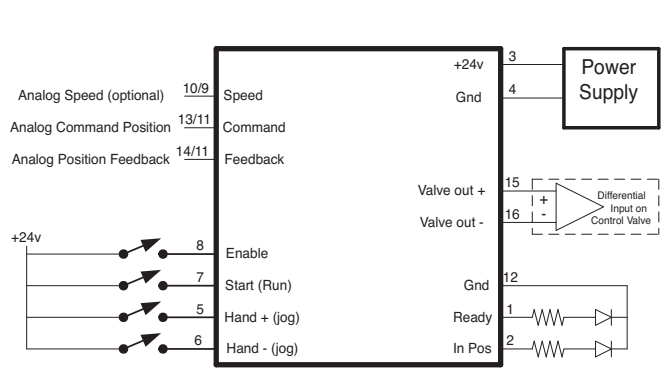 +24v 3
Gnd 4
Power
Supply
Analog Speed (optional) 10/9 Speed
Analog Command Position 13/11 Command
Analog Position Feedback 14/11 Feedback
Valve out + 15
Valve out - 16
+
-
Differential
Input on
Control Valve
+24v
8 Enable
7 Start (Run)
5 Hand + (jog)
6 Hand - (jog)
Gnd 12
Ready 1
In Pos 2